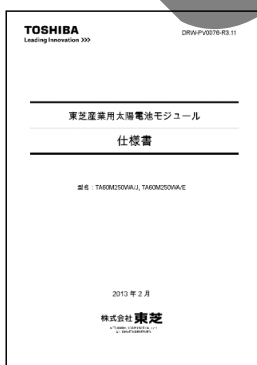 TOSHIBA
Leading Innovation >>>
DRW-PV0076-R3.11
東芝産業用太陽電池モジュール
仕様書
型名：TA60M250WA/J, TA60M250WA/E
2013 年 2 月
株式会社 東芝